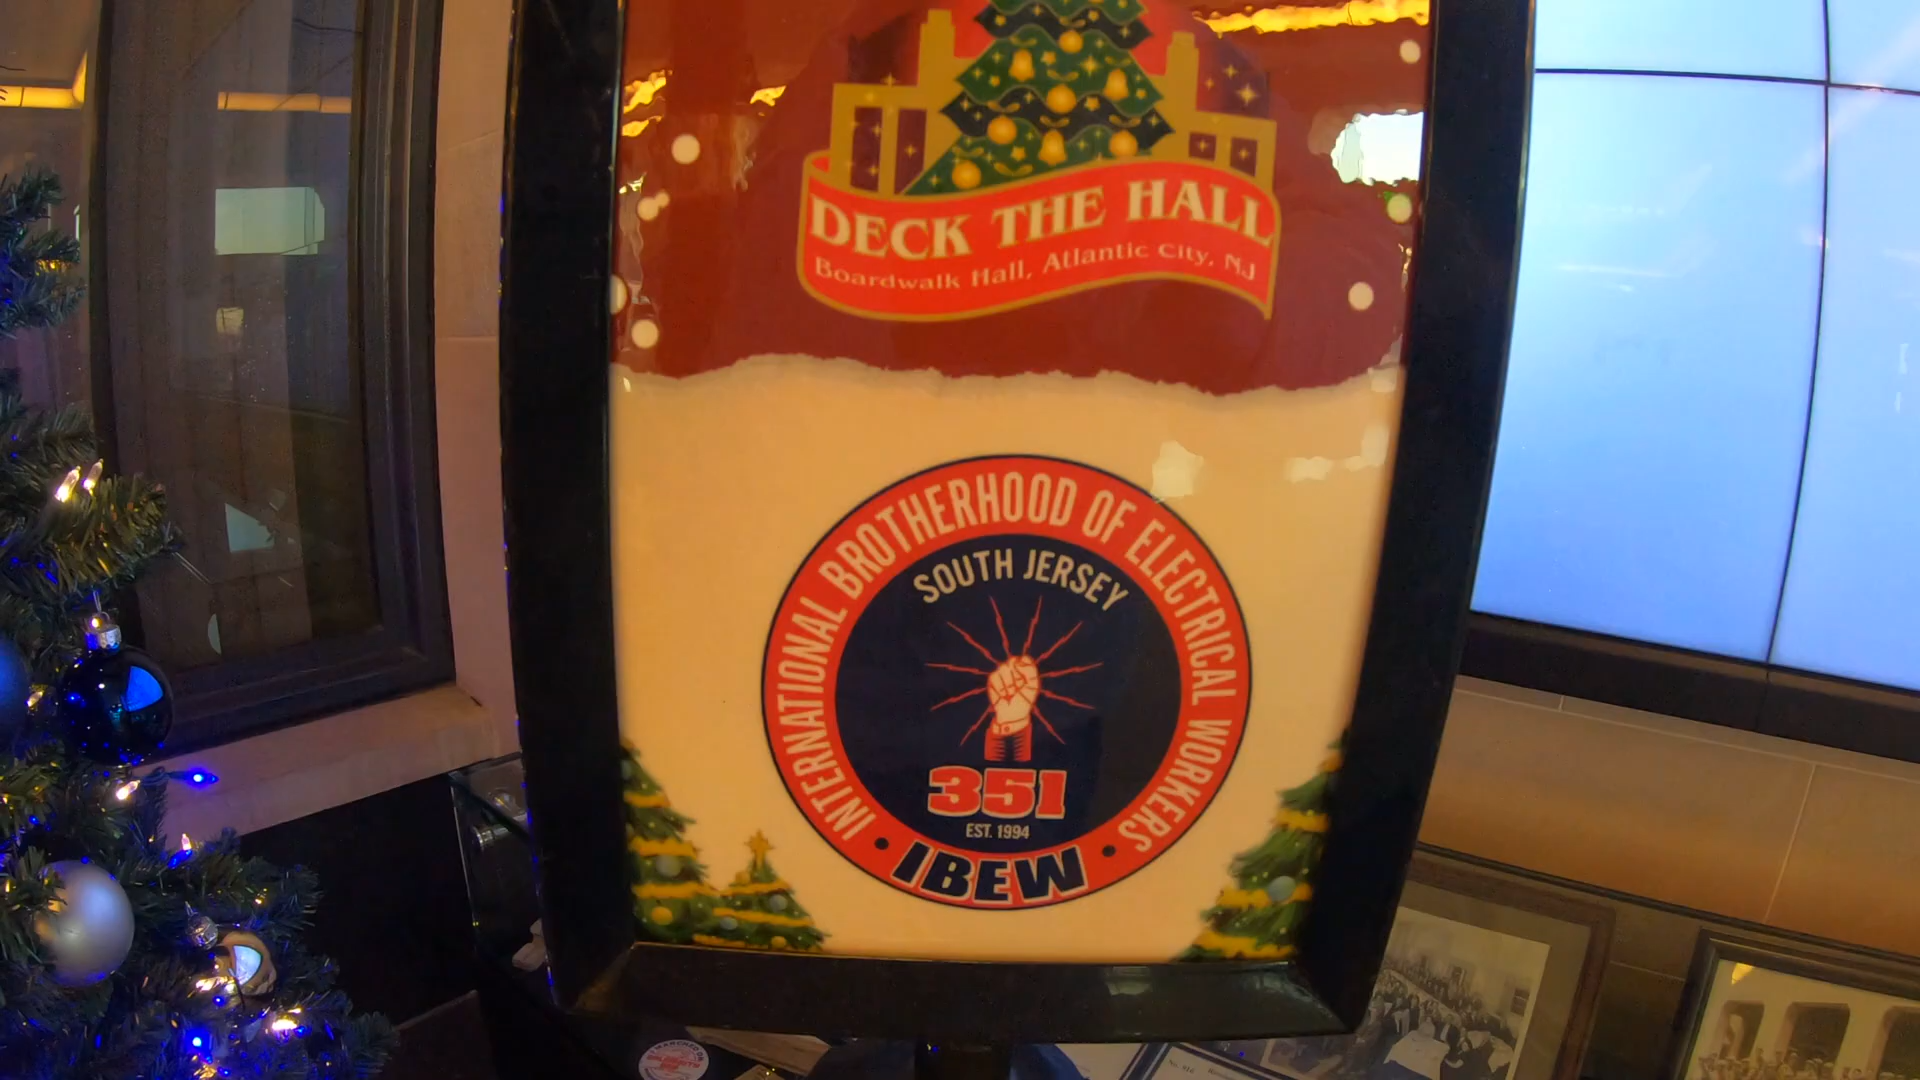 DECK THE HALL
Boardwalk Hall, Atlantic City, NJ
INTERNATIONAL BROTHERHOOD OF ELECTRICAL WORKERS
SOUTH JERSEY
351
EST. 1994
• IBEW •